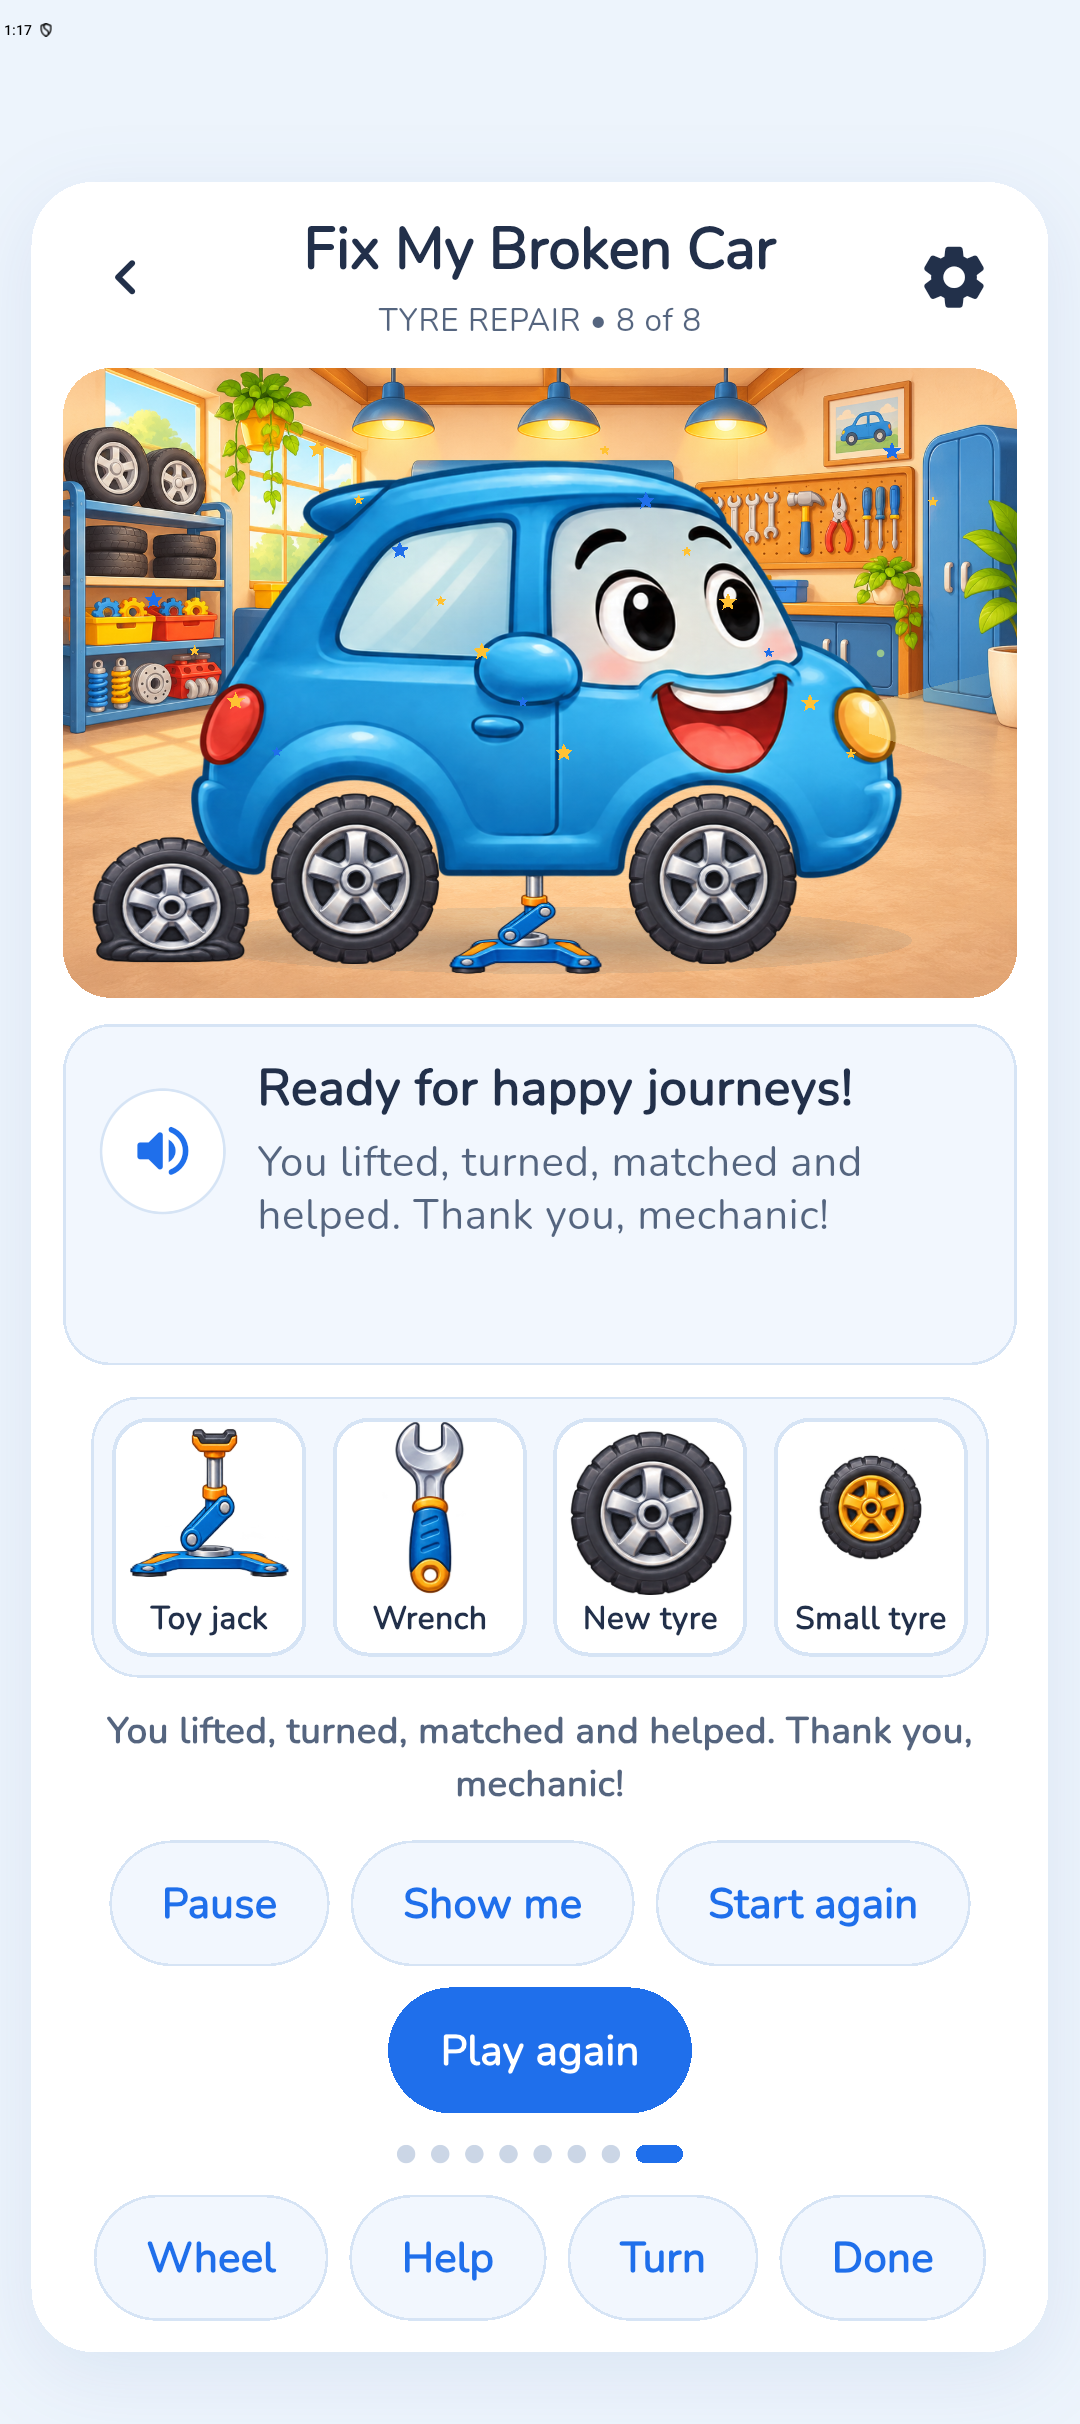 1:17
Fix My Broken Car
TYRE REPAIR • 8 of 8
Ready for happy journeys!
You lifted, turned, matched and
helped. Thank you, mechanic!
Toy jack
Wrench
New tyre
Small tyre
You lifted, turned, matched and helped. Thank you,
mechanic!
Pause
Show me
Start again
Play again
Wheel
Help
Turn
Done